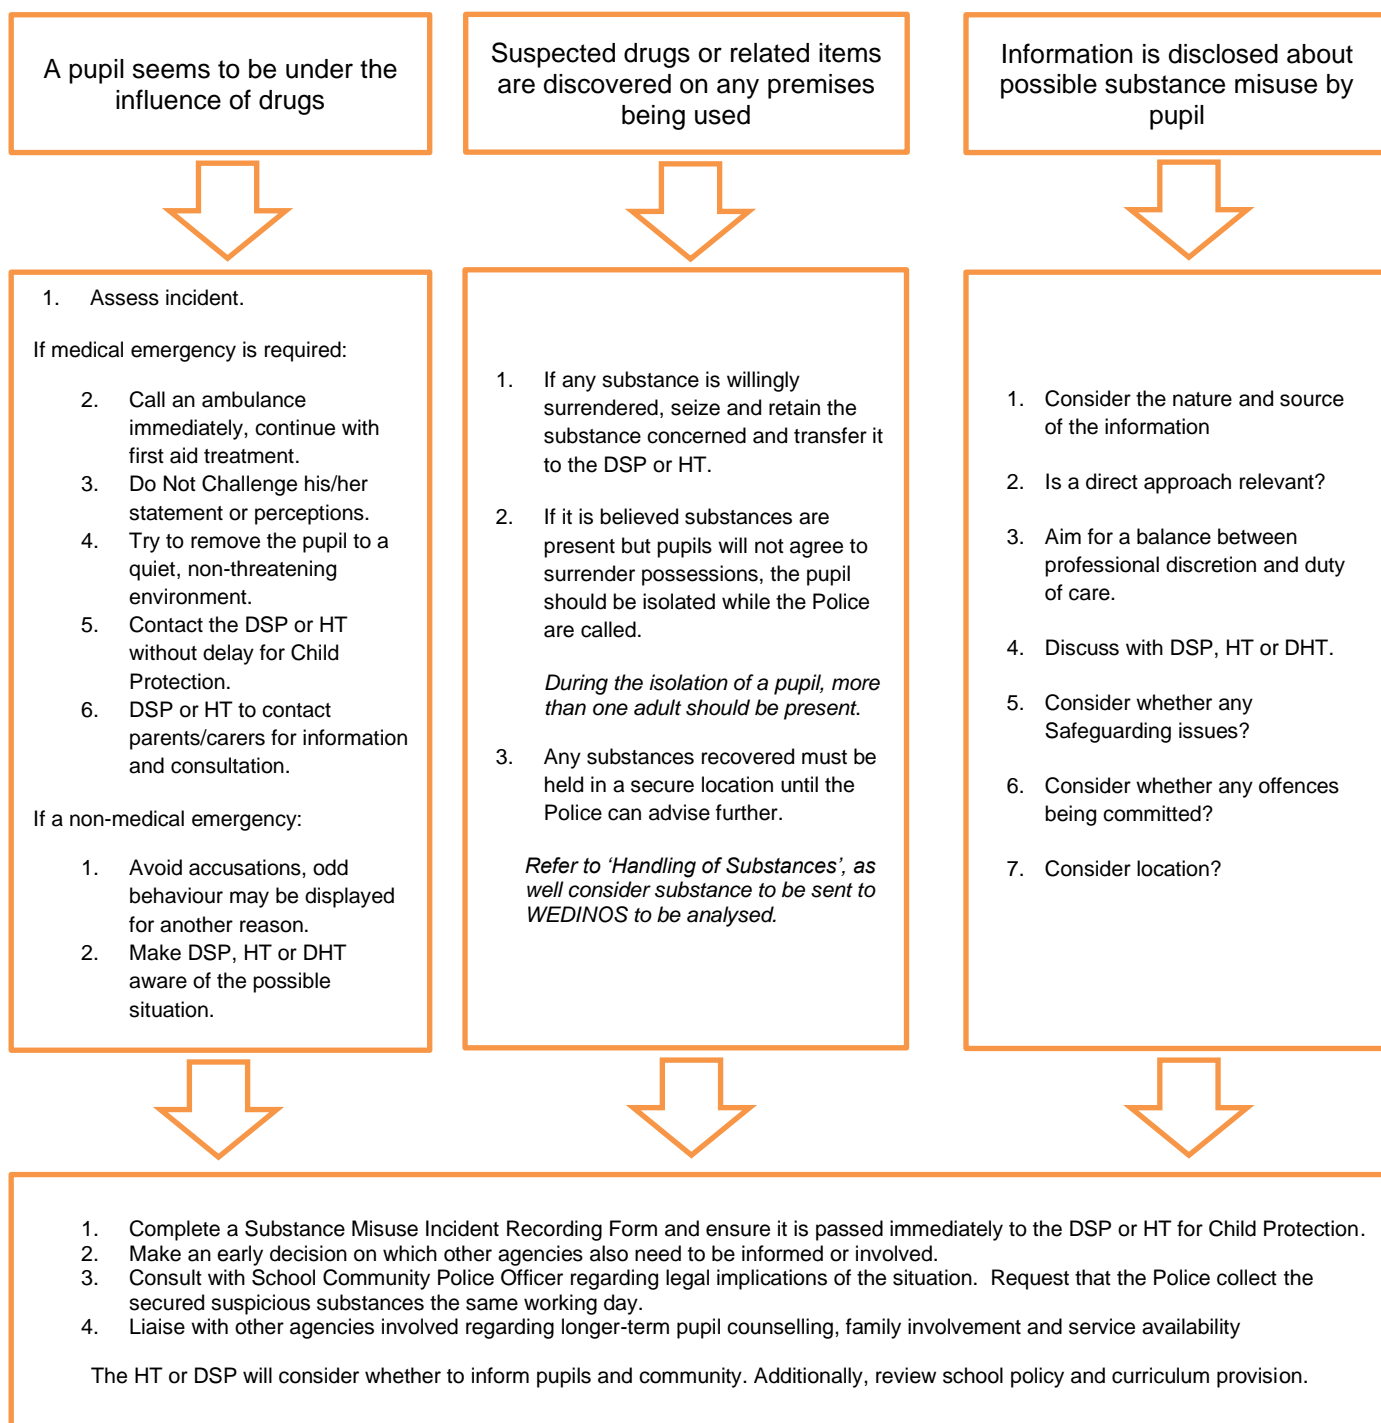 A pupil seems to be under the
influence of drugs
Suspected drugs or related items
are discovered on any premises
being used
Information is disclosed about
possible substance misuse by
pupil
1. Assess incident.
If medical emergency is required:
2. Call an ambulance
immediately, continue with
first aid treatment.
3. Do Not Challenge his/her
statement or perceptions.
4. Try to remove the pupil to a
quiet, non-threatening
environment.
5. Contact the DSP or HT
without delay for Child
Protection.
6. DSP or HT to contact
parents/carers for information
and consultation.
If a non-medical emergency:
1. Avoid accusations, odd
behaviour may be displayed
for another reason.
2. Make DSP, HT or DHT
aware of the possible
situation.
1. If any substance is willingly
surrendered, seize and retain the
substance concerned and transfer it
to the DSP or HT.
2. If it is believed substances are
present but pupils will not agree to
surrender possessions, the pupil
should be isolated while the Police
are called.
During the isolation of a pupil, more
than one adult should be present.
3. Any substances recovered must be
held in a secure location until the
Police can advise further.
Refer to ‘Handling of Substances’, as
well consider substance to be sent to
WEDINOS to be analysed.
1. Consider the nature and source
of the information
2. Is a direct approach relevant?
3. Aim for a balance between
professional discretion and duty
of care.
4. Discuss with DSP, HT or DHT.
5. Consider whether any
Safeguarding issues?
6. Consider whether any offences
being committed?
7. Consider location?
1. Complete a Substance Misuse Incident Recording Form and ensure it is passed immediately to the DSP or HT for Child Protection.
2. Make an early decision on which other agencies also need to be informed or involved.
3. Consult with School Community Police Officer regarding legal implications of the situation. Request that the Police collect the
secured suspicious substances the same working day.
4. Liaise with other agencies involved regarding longer-term pupil counselling, family involvement and service availability
The HT or DSP will consider whether to inform pupils and community. Additionally, review school policy and curriculum provision.